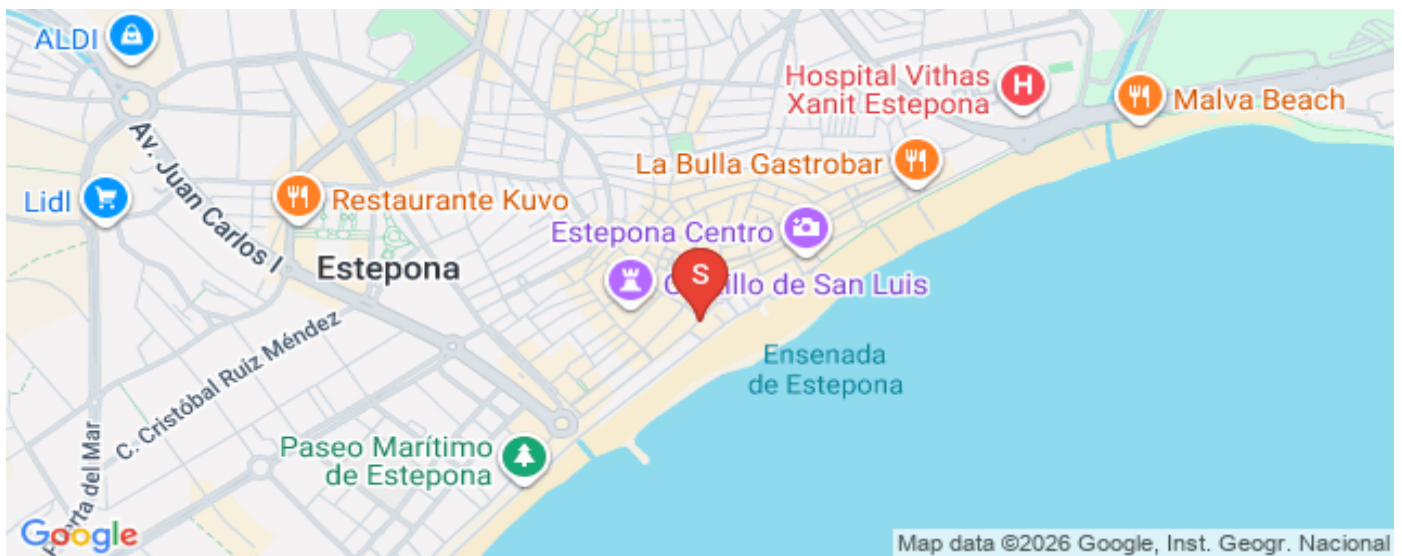 ALDI
Hospital Vithas
Xanit Estepona
Malva Beach
Av. Juan Carlos I
La Bulla Gastrobar
Lidl
Restaurante Kuvo
Estepona Centro
Estepona
S
illo de San Luis
C. Cristóbal Ruiz Méndez
Ensenada
de Estepona
Paseo Marítimo
de Estepona
del Mar
Google
Map data ©2026 Google, Inst. Geogr. Nacional